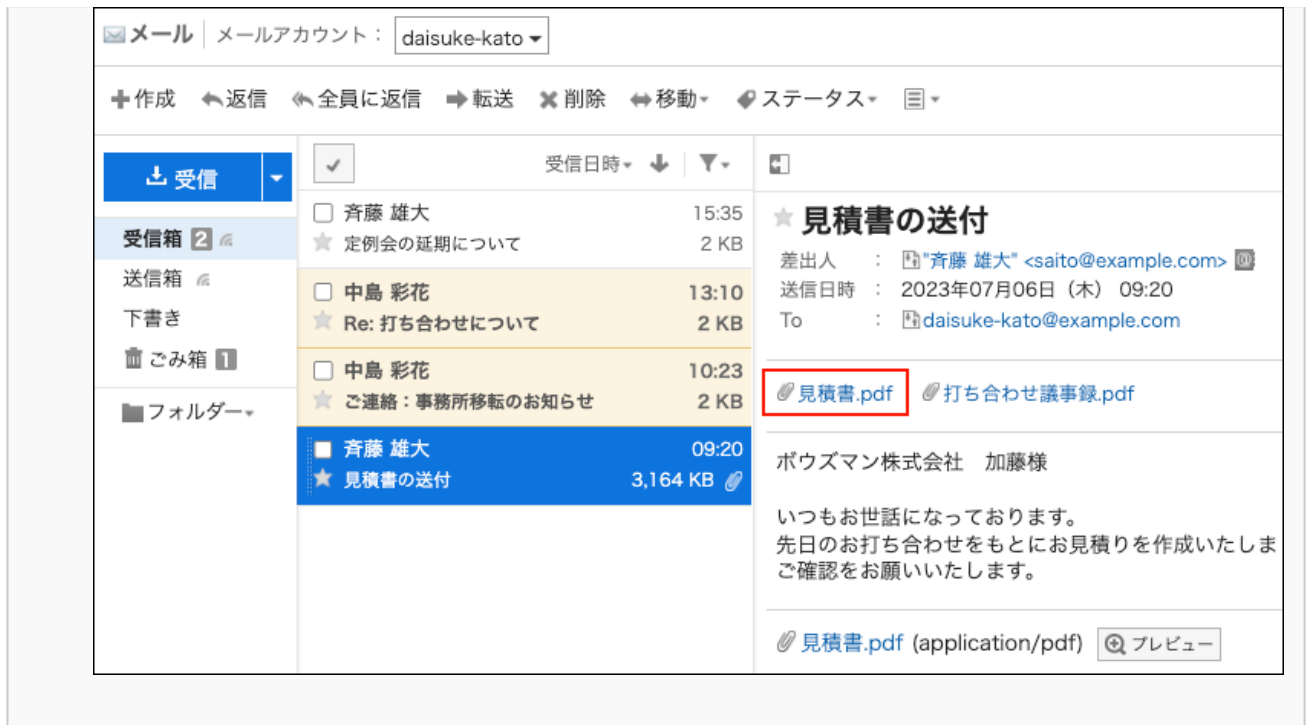 メール メールアカウント： daisuke-kato
作成 返信 全員に返信 転送 削除 移動 ステータス
受信
受信箱 2
送信箱
下書き
ごみ箱 1
フォルダー
受信日時
斉藤 雄大 15:35
定例会の延期について 2 KB
中島 彩花 13:10
Re: 打ち合わせについて 2 KB
中島 彩花 10:23
ご連絡：事務所移転のお知らせ 2 KB
斉藤 雄大 09:20
見積書の送付 3,164 KB
見積書の送付
差出人 ： "斉藤 雄大" <saito@example.com>
送信日時 ： 2023年07月06日（木） 09:20
To ： daisuke-kato@example.com
見積書.pdf 打ち合わせ議事録.pdf
ボウズマン株式会社　加藤様
いつもお世話になっております。
先日のお打ち合わせをもとにお見積りを作成いたしま
ご確認をお願いいたします。
見積書.pdf (application/pdf) プレビュー